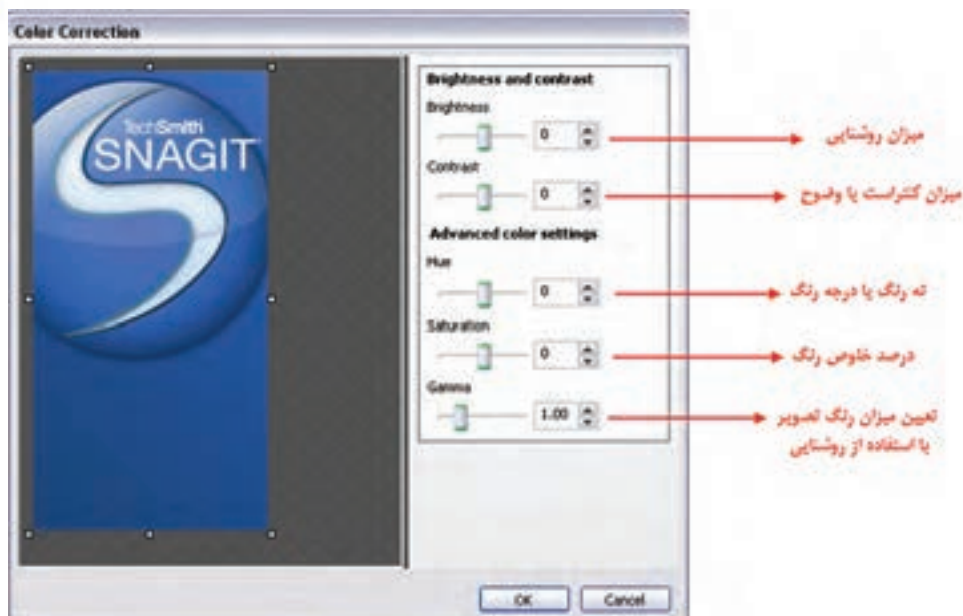 Color Correction
TechSmith
SNAGIT
Brightness and contrast
Brightness
0
میزان روشنایی
Contrast
0
میزان کنتراست یا وضوح
Advanced color settings
Hue
0
ته رنگ یا درجه رنگ
Saturation
0
درصد خلوص رنگ
Gamma
1.00
تعیین میزان رنگ تصویر
با استفاده از روشنایی
OK
Cancel